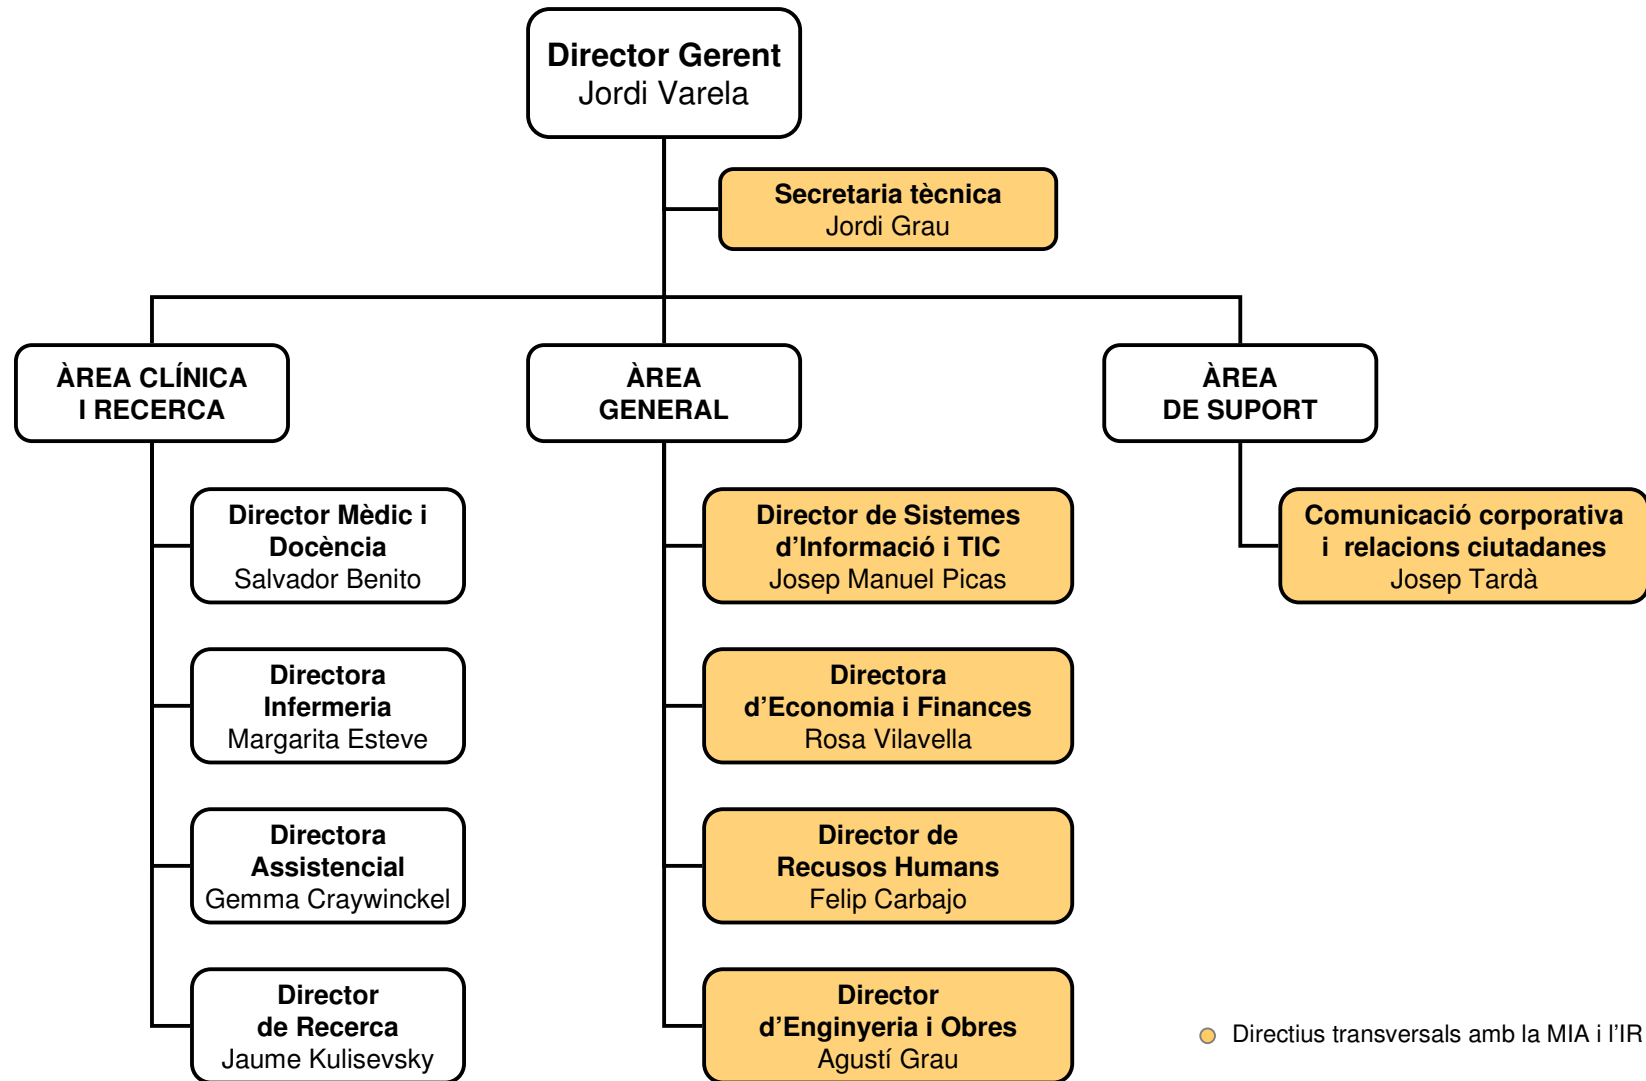 Director Gerent
Jordi Varela
Secretaria tècnica
Jordi Grau
ÀREA CLÍNICA
I RECERCA
ÀREA
GENERAL
ÀREA
DE SUPORT
Director Mèdic i
Docència
Salvador Benito
Directora
Infermeria
Margarita Esteve
Directora
Assistencial
Gemma Craywinckel
Director
de Recerca
Jaume Kulisevsky
Director de Sistemes
d’Informació i TIC
Josep Manuel Picas
Directora
d’Economia i Finances
Rosa Vilavella
Director de
Recusos Humans
Felip Carbajo
Director
d’Enginyeria i Obres
Agustí Grau
Comunicació corporativa
i relacions ciutadanes
Josep Tardà
Directius transversals amb la MIA i l’IR